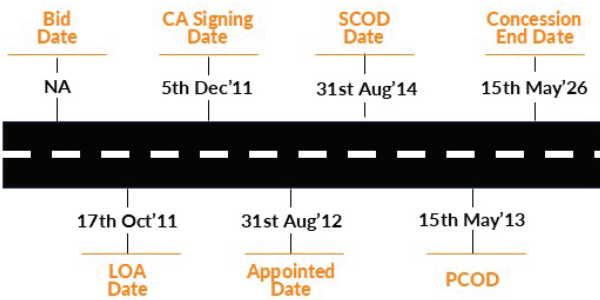 Bid
Date
CA Signing
Date
SCOD
Date
Concession
End Date
NA
5th Dec'11
31st Aug'14
15th May'26
17th Oct'11
31st Aug'12
15th May'13
LOA
Date
Appointed
Date
PCOD